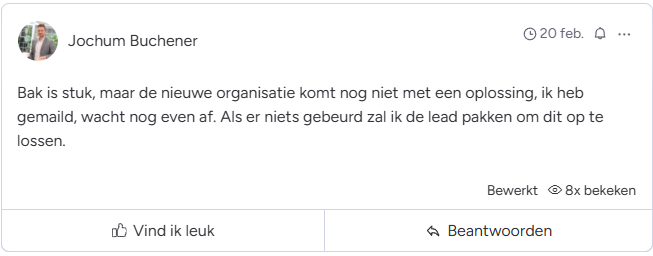 Jochum Buchener
20 feb.
Bak is stuk, maar de nieuwe organisatie komt nog niet met een oplossing, ik heb
gemaild, wacht nog even af. Als er niets gebeurd zal ik de lead pakken om dit op te
lossen.
Bewerkt 8x bekeken
Vind ik leuk
Beantwoorden